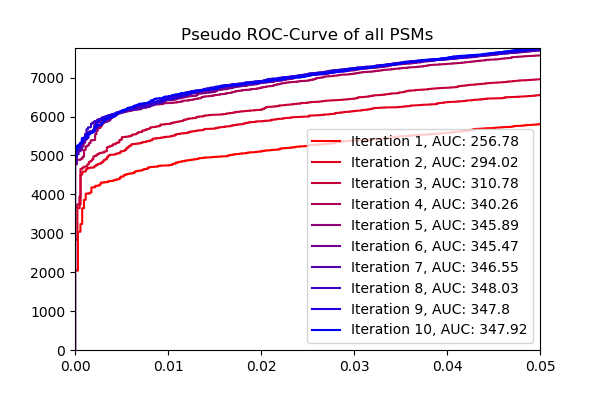 Pseudo ROC-Curve of all PSMs
7000
6000
5000
4000
3000
2000
1000
0
Iteration 1, AUC: 256.78
Iteration 2, AUC: 294.02
Iteration 3, AUC: 310.78
Iteration 4, AUC: 340.26
Iteration 5, AUC: 345.89
Iteration 6, AUC: 345.47
Iteration 7, AUC: 346.55
Iteration 8, AUC: 348.03
Iteration 9, AUC: 347.8
Iteration 10, AUC: 347.92
0.00 0.01 0.02 0.03 0.04 0.05